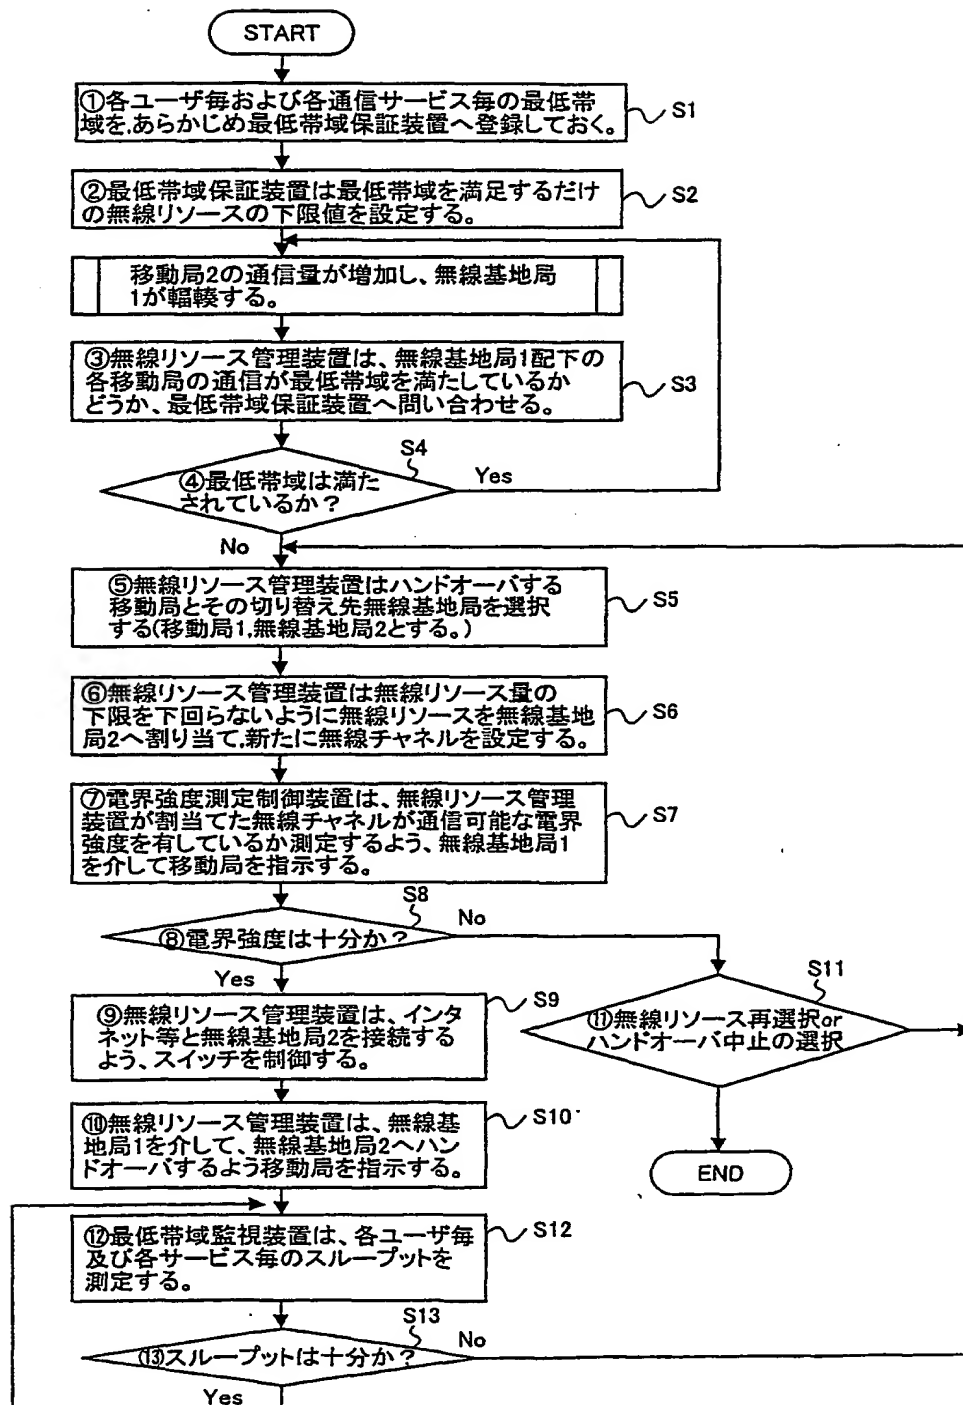 START
①各ユーザ毎および各通信サービス毎の最低帯
域を,あらかじめ最低帯域保証装置へ登録しておく。
S1
②最低帯域保証装置は最低帯域を満足するだけ
の無線リソースの下限値を設定する。
S2
移動局2の通信量が増加し、無線基地局
1が輻輳する。
③無線リソース管理装置は、無線基地局1配下の
各移動局の通信が最低帯域を満たしているか
どうか、最低帯域保証装置へ問い合わせる。
S3
S4
④最低帯域は満た
されているか?
Yes
No
⑤無線リソース管理装置はハンドオーバする
移動局とその切り替え先無線基地局を選択
する(移動局1,無線基地局2とする。)
S5
⑥無線リソース管理装置は無線リソース量の
下限を下回らないように無線リソースを無線基地
局2へ割り当て,新たに無線チャネルを設定する。
S6
⑦電界強度測定制御装置は、無線リソース管理
装置が割当てた無線チャネルが通信可能な電界
強度を有しているか測定するよう、無線基地局1
を介して移動局を指示する。
S7
S8
⑧電界強度は十分か?
No
Yes
⑨無線リソース管理装置は、インタ
ネット等と無線基地局2を接続する
よう、スイッチを制御する。
S9
S11
⑪無線リソース再選択or
ハンドオーバ中止の選択
⑩無線リソース管理装置は、無線基
地局1を介して、無線基地局2へハン
ドオーバするよう移動局を指示する。
S10
END
⑫最低帯域監視装置は、各ユーザ毎
及び各サービス毎のスループットを
測定する。
S12
S13
⑬スループットは十分か?
No
Yes